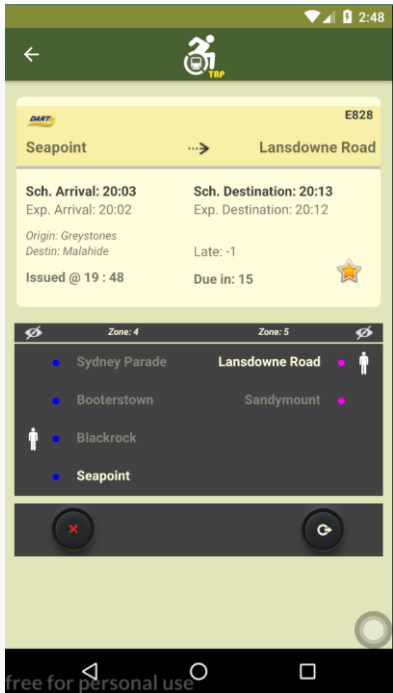 2:48
TAP
DART
E828
Seapoint Lansdowne Road
Sch. Arrival: 20:03 Sch. Destination: 20:13
Exp. Arrival: 20:02 Exp. Destination: 20:12
Origin: Greystones
Destin: Malahide Late: -1
Issued @ 19 : 48 Due in: 15
Zone: 4 Zone: 5
Sydney Parade Lansdowne Road
Booterstown Sandymount
Blackrock
Seapoint
free for personal use